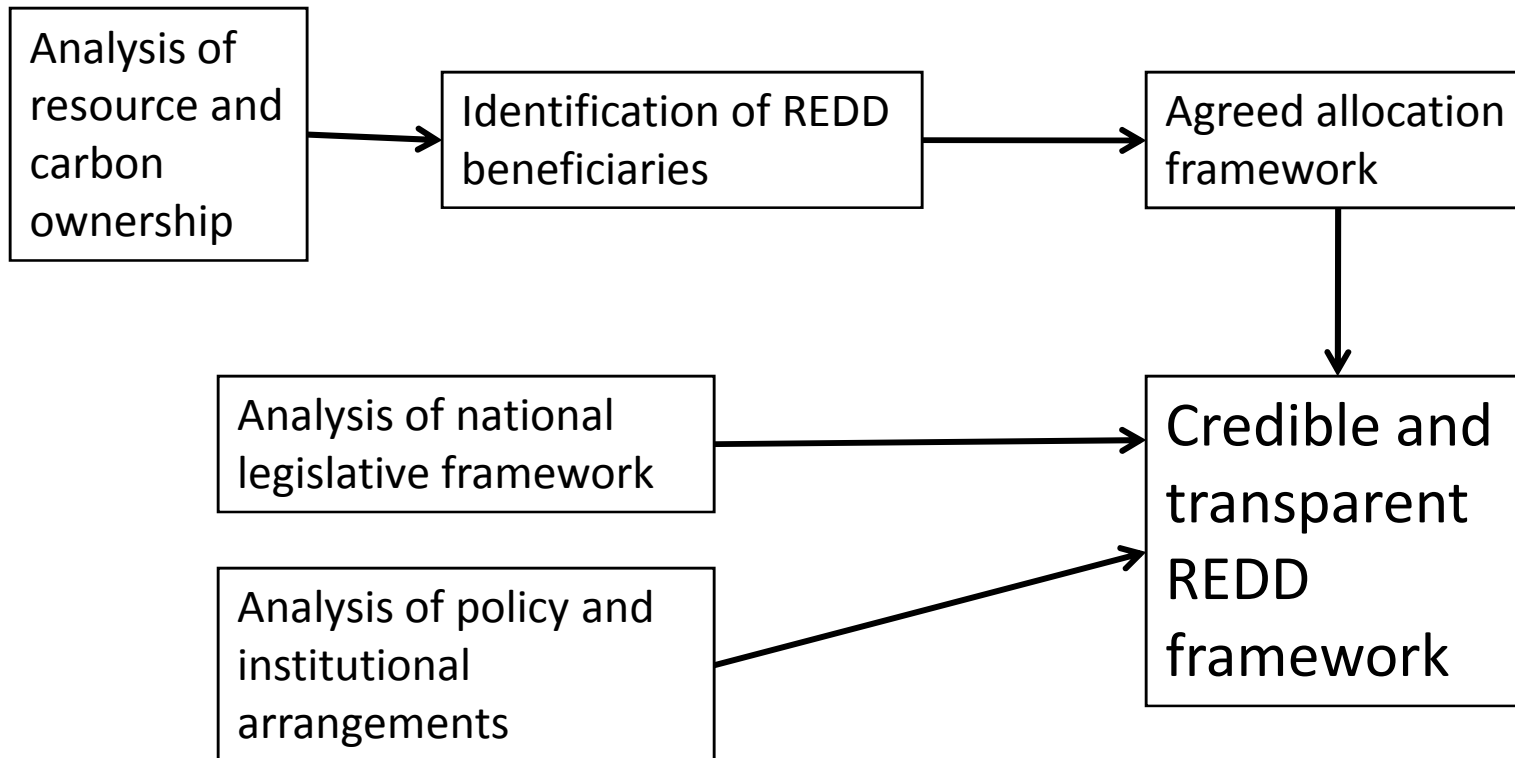 Analysis of
resource and
carbon
ownership
Identification of REDD
beneficiaries
Agreed allocation
framework
Analysis of national
legislative framework
Credible and
transparent
REDD
framework
Analysis of policy and
institutional
arrangements